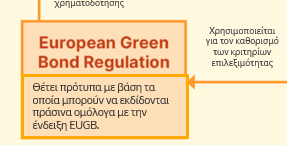 χρηματοδότησης
European Green
Bond Regulation
Θέτει πρότυπα με βάση τα
οποία μπορούν να εκδίδονται
πράσινα ομόλογα με την
ένδειξη EUGB.
Χρησιμοποιείται
για τον καθορισμό
των κριτηρίων
επιλεξιμότητας